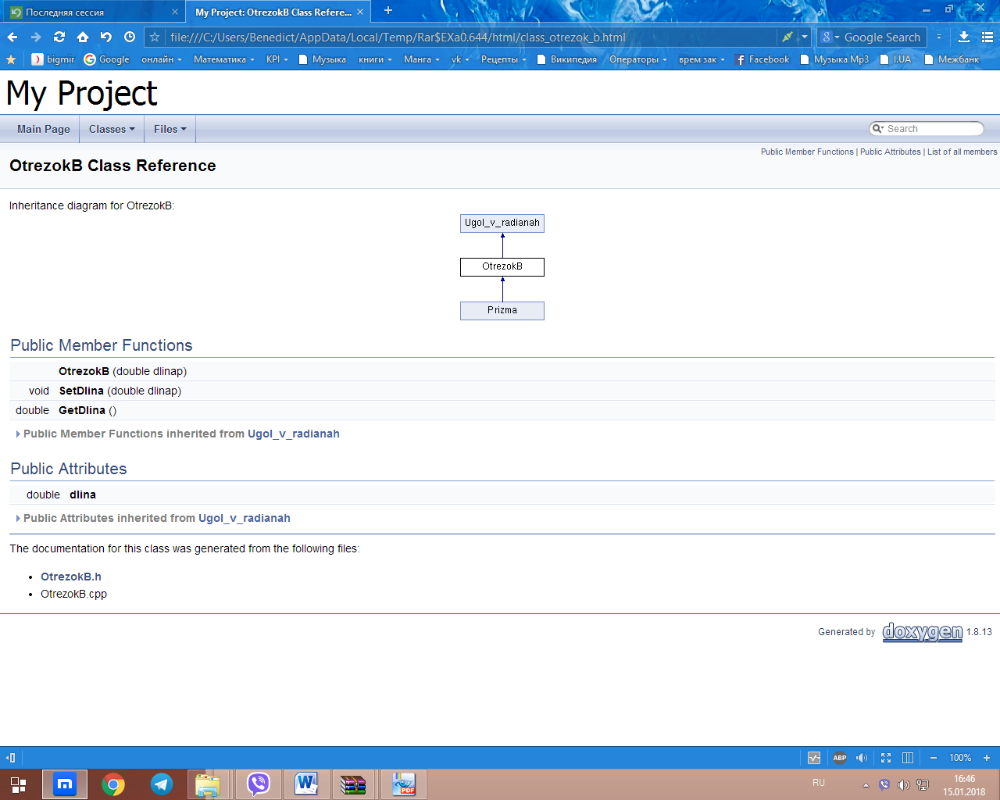 Последняя сессия
My Project: OtrezokB Class Refere...
file:///C:/Users/Benedict/AppData/Local/Temp/Rar$EXa0.644/html/class_otrezok_b.html
Google Search
bigmir Google онлайн Математика KPI Музыка книги Манга vk Рецепты Википедия Операторы врем зак Facebook Музыка Mp3 I.UA Межбанк
My Project
Main Page Classes Files Search
Public Member Functions | Public Attributes | List of all members
OtrezokB Class Reference
Inheritance diagram for OtrezokB:
Ugol_v_radianah
OtrezokB
Prizma
Public Member Functions
OtrezokB (double dlinap)
void SetDlina (double dlinap)
double GetDlina ()
Public Member Functions inherited from Ugol_v_radianah
Public Attributes
double dlina
Public Attributes inherited from Ugol_v_radianah
The documentation for this class was generated from the following files:
• OtrezokB.h
• OtrezokB.cpp
Generated by doxygen 1.8.13
ABP 100%
RU 16:46
15.01.2018